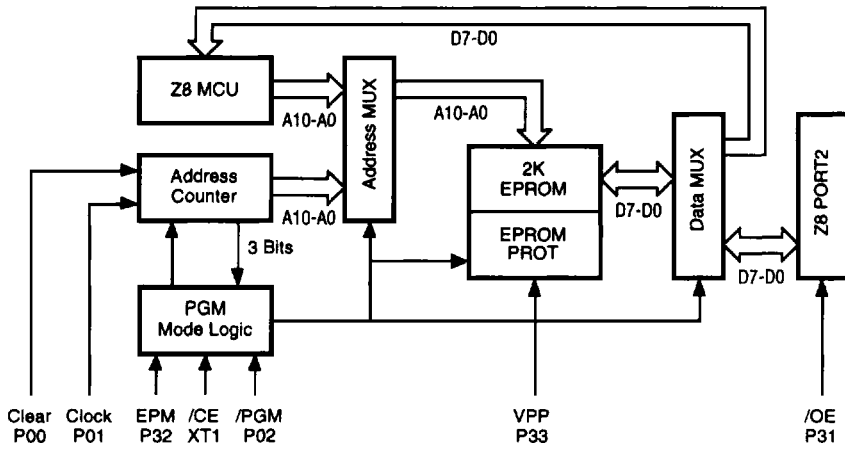 D7-D0
Z8 MCU
A10-A0
Address MUX
A10-A0
Address
Counter
A10-A0
2K
EPROM
EPROM
PROT
D7-D0
Data MUX
Z8 PORT2
D7-D0
3 Bits
PGM
Mode Logic
Clear
P00
Clock
P01
EPM
P32
/CE
XT1
/PGM
P02
VPP
P33
/OE
P31